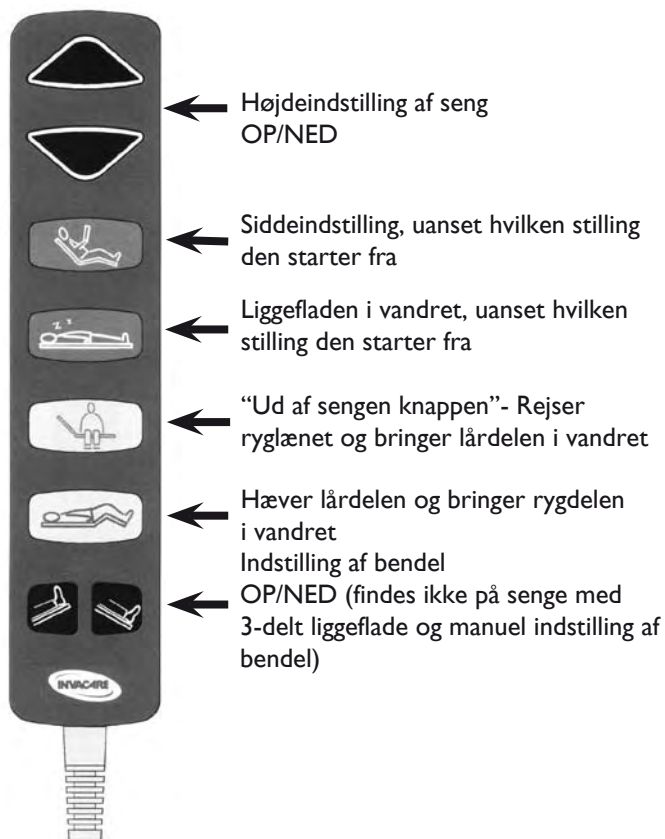 Højdeindstilling af seng
OP/NED
Siddeindstilling, uanset hvilken stilling
den starter fra
z z
Liggefladen i vandret, uanset hvilken
stilling den starter fra
“Ud af sengen knappen”- Rejser
ryglænet og bringer lårdelen i vandret
Hæver lårdelen og bringer rygdelen
i vandret
Indstilling af bendel
OP/NED (findes ikke på senge med
3-delt liggeflade og manuel indstilling af
bendel)
INVACARE